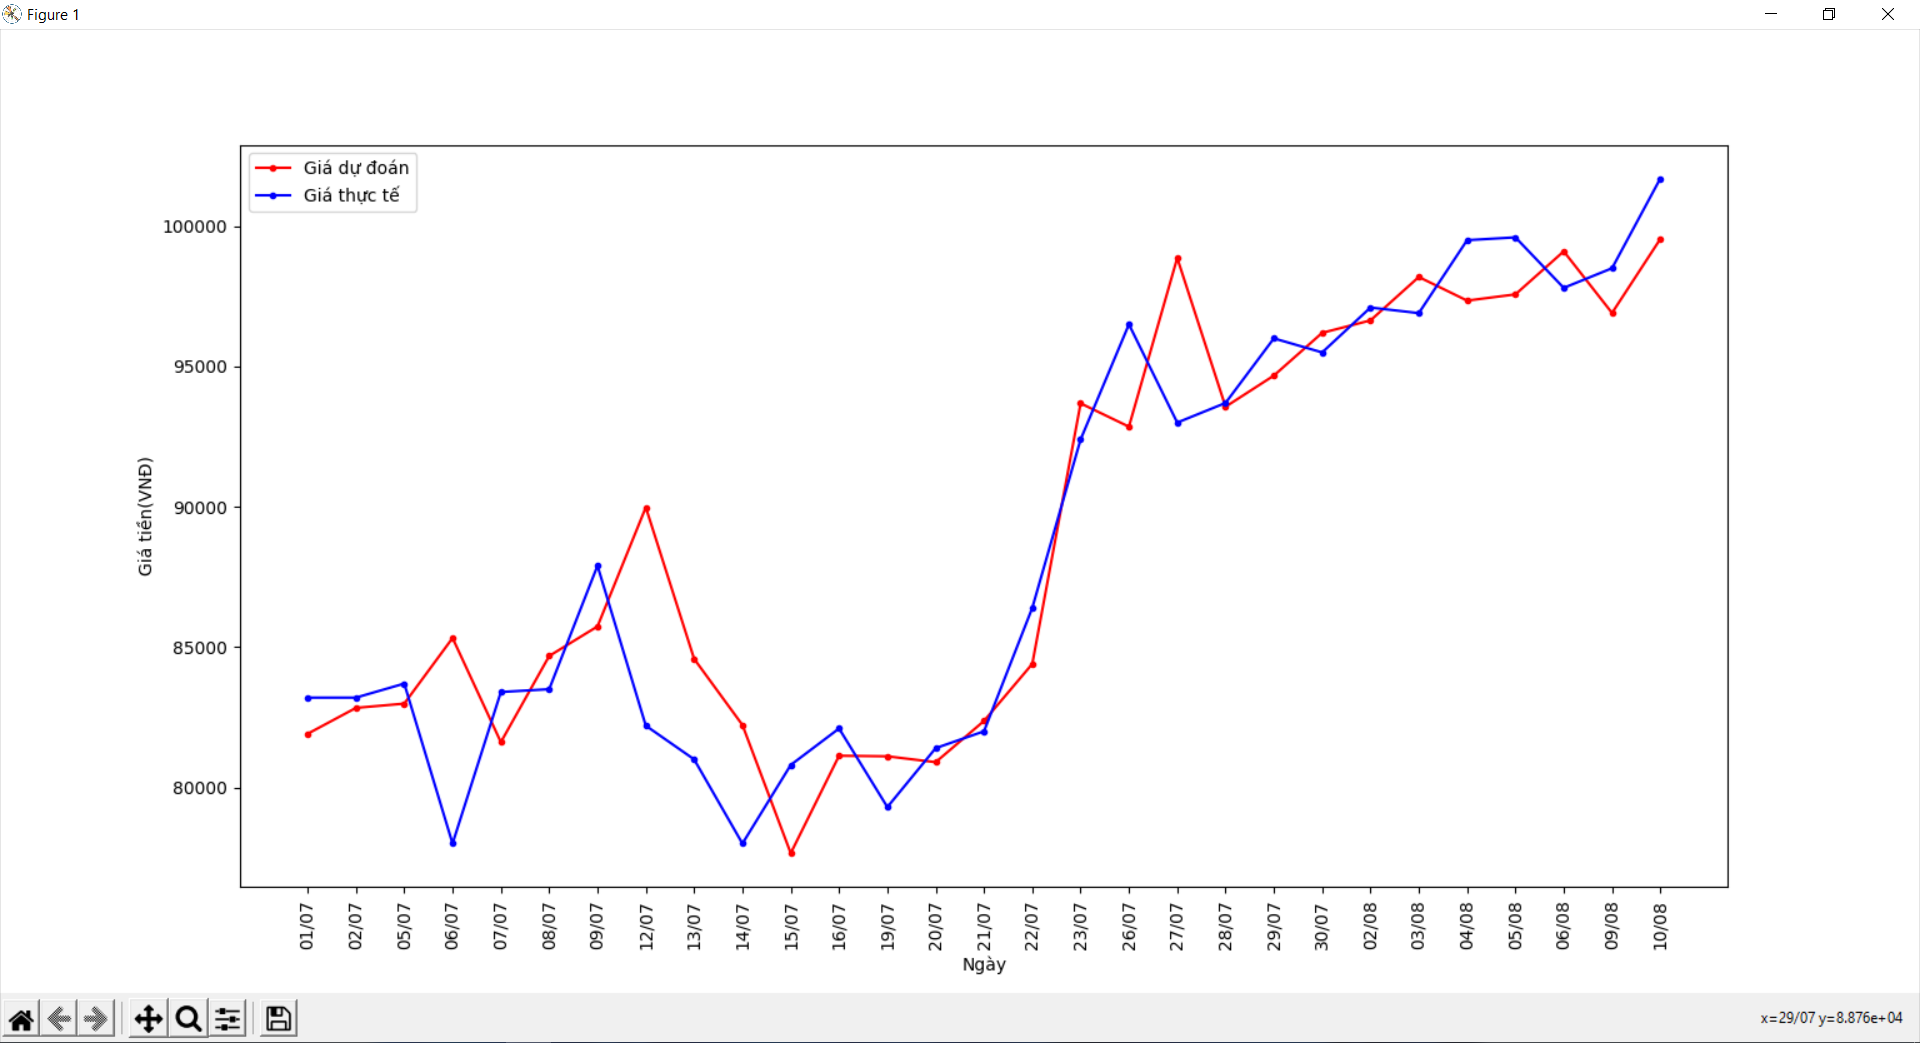 Figure 1
Giá dự đoán
Giá thực tế
100000
95000
90000
85000
80000
Giá tiền(VNĐ)
01/07 02/07 05/07 06/07 07/07 08/07 09/07 12/07 13/07 14/07 15/07 16/07 19/07 20/07 21/07 22/07 23/07 26/07 27/07 28/07 29/07 30/07 02/08 03/08 04/08 05/08 06/08 09/08 10/08
Ngày
x=29/07 y=8.876e+04